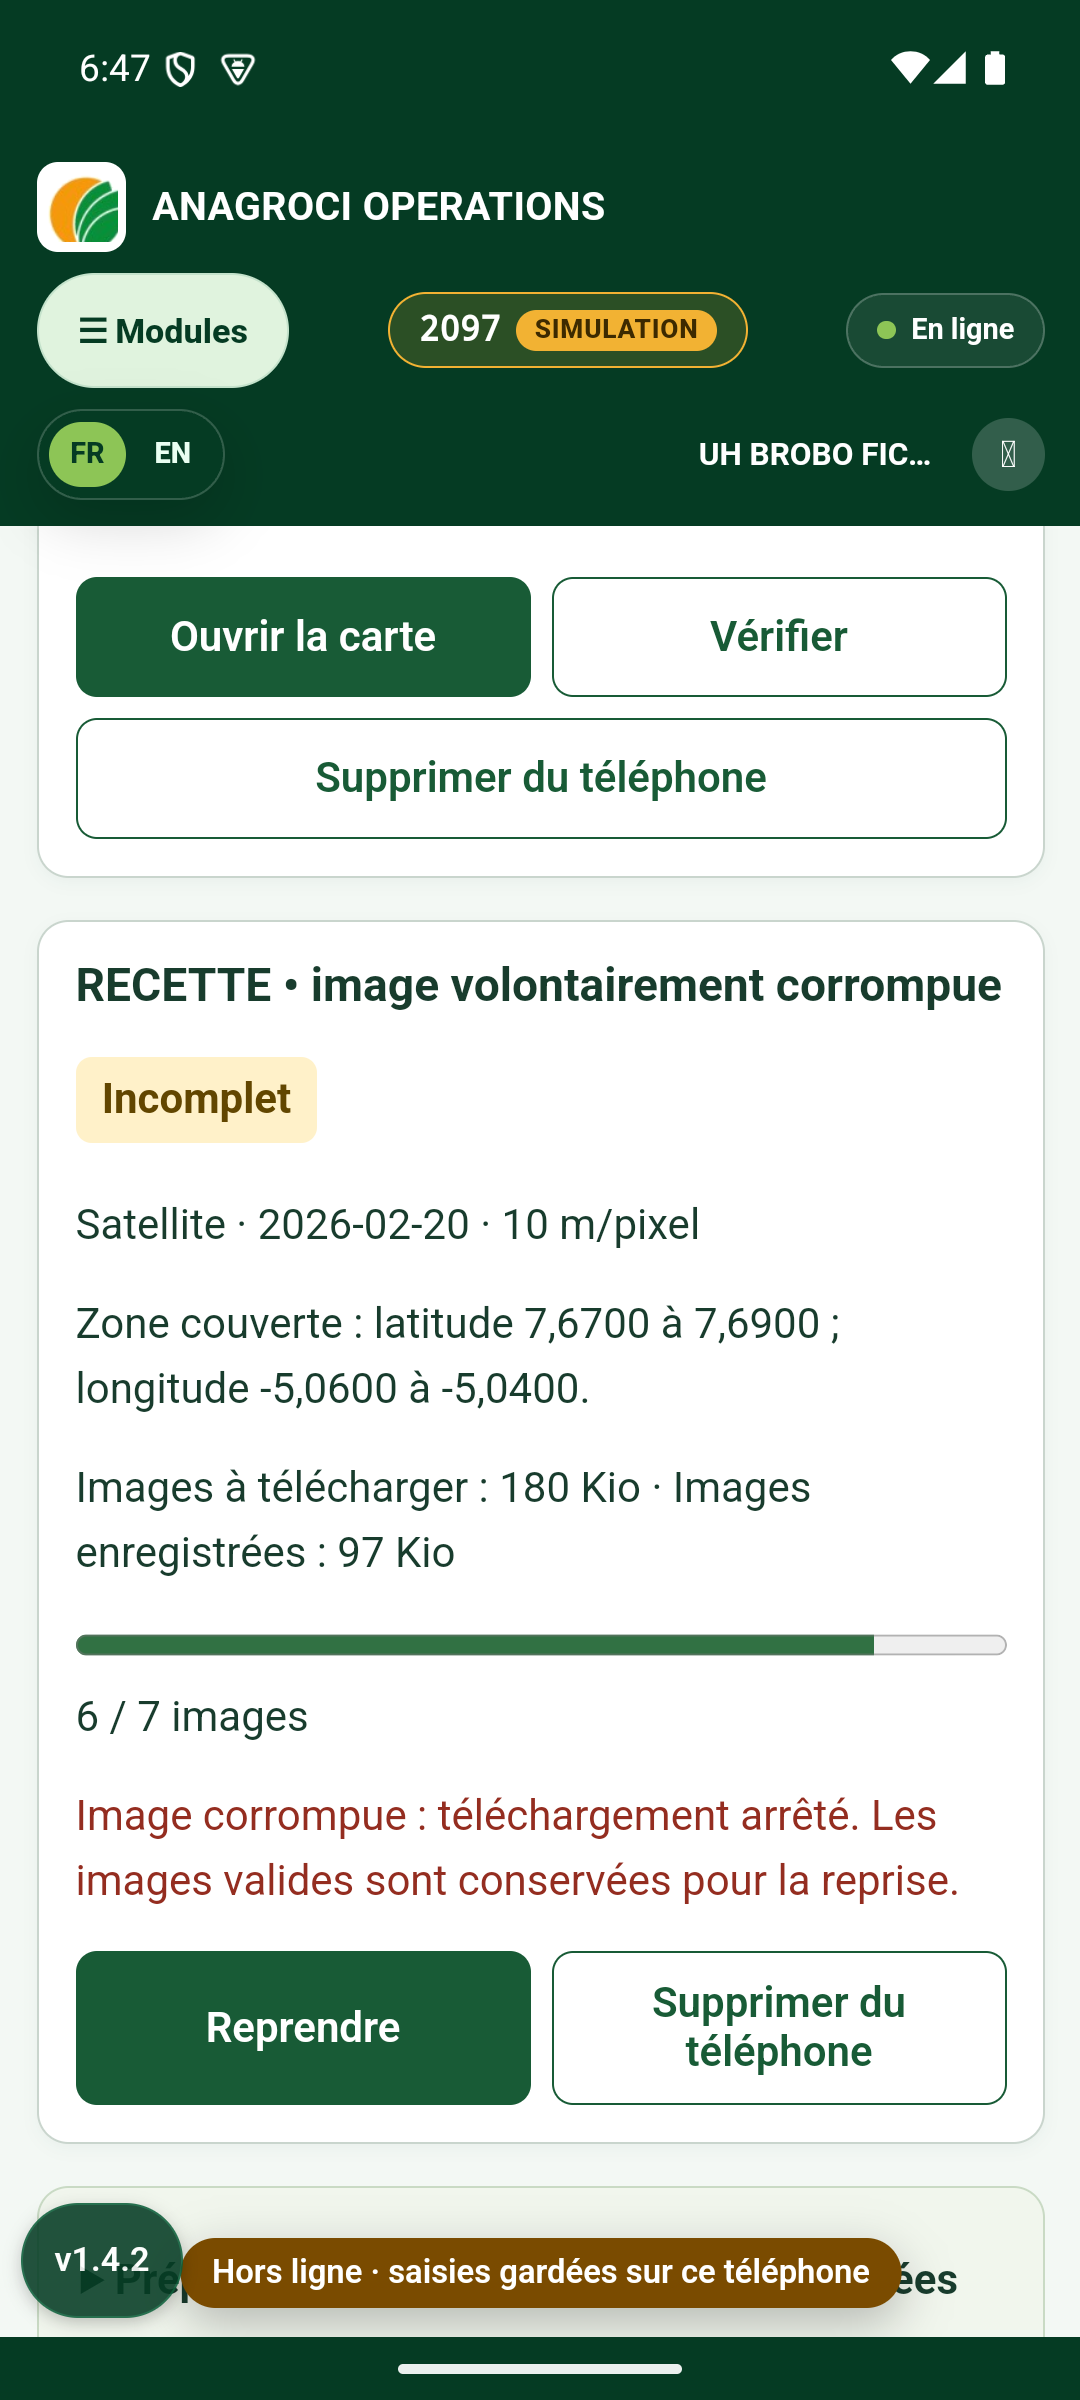 6:47
ANAGROCI OPERATIONS
☰ Modules
2097 SIMULATION
En ligne
FR EN
UH BROBO FIC...
Ouvrir la carte
Vérifier
Supprimer du téléphone
RECETTE • image volontairement corrompue
Incomplet
Satellite · 2026-02-20 · 10 m/pixel
Zone couverte : latitude 7,6700 à 7,6900 ;
longitude -5,0600 à -5,0400.
Images à télécharger : 180 Kio · Images
enregistrées : 97 Kio
6 / 7 images
Image corrompue : téléchargement arrêté. Les
images valides sont conservées pour la reprise.
Reprendre
Supprimer du
téléphone
v1.4.2
Hors ligne · saisies gardées sur ce téléphone